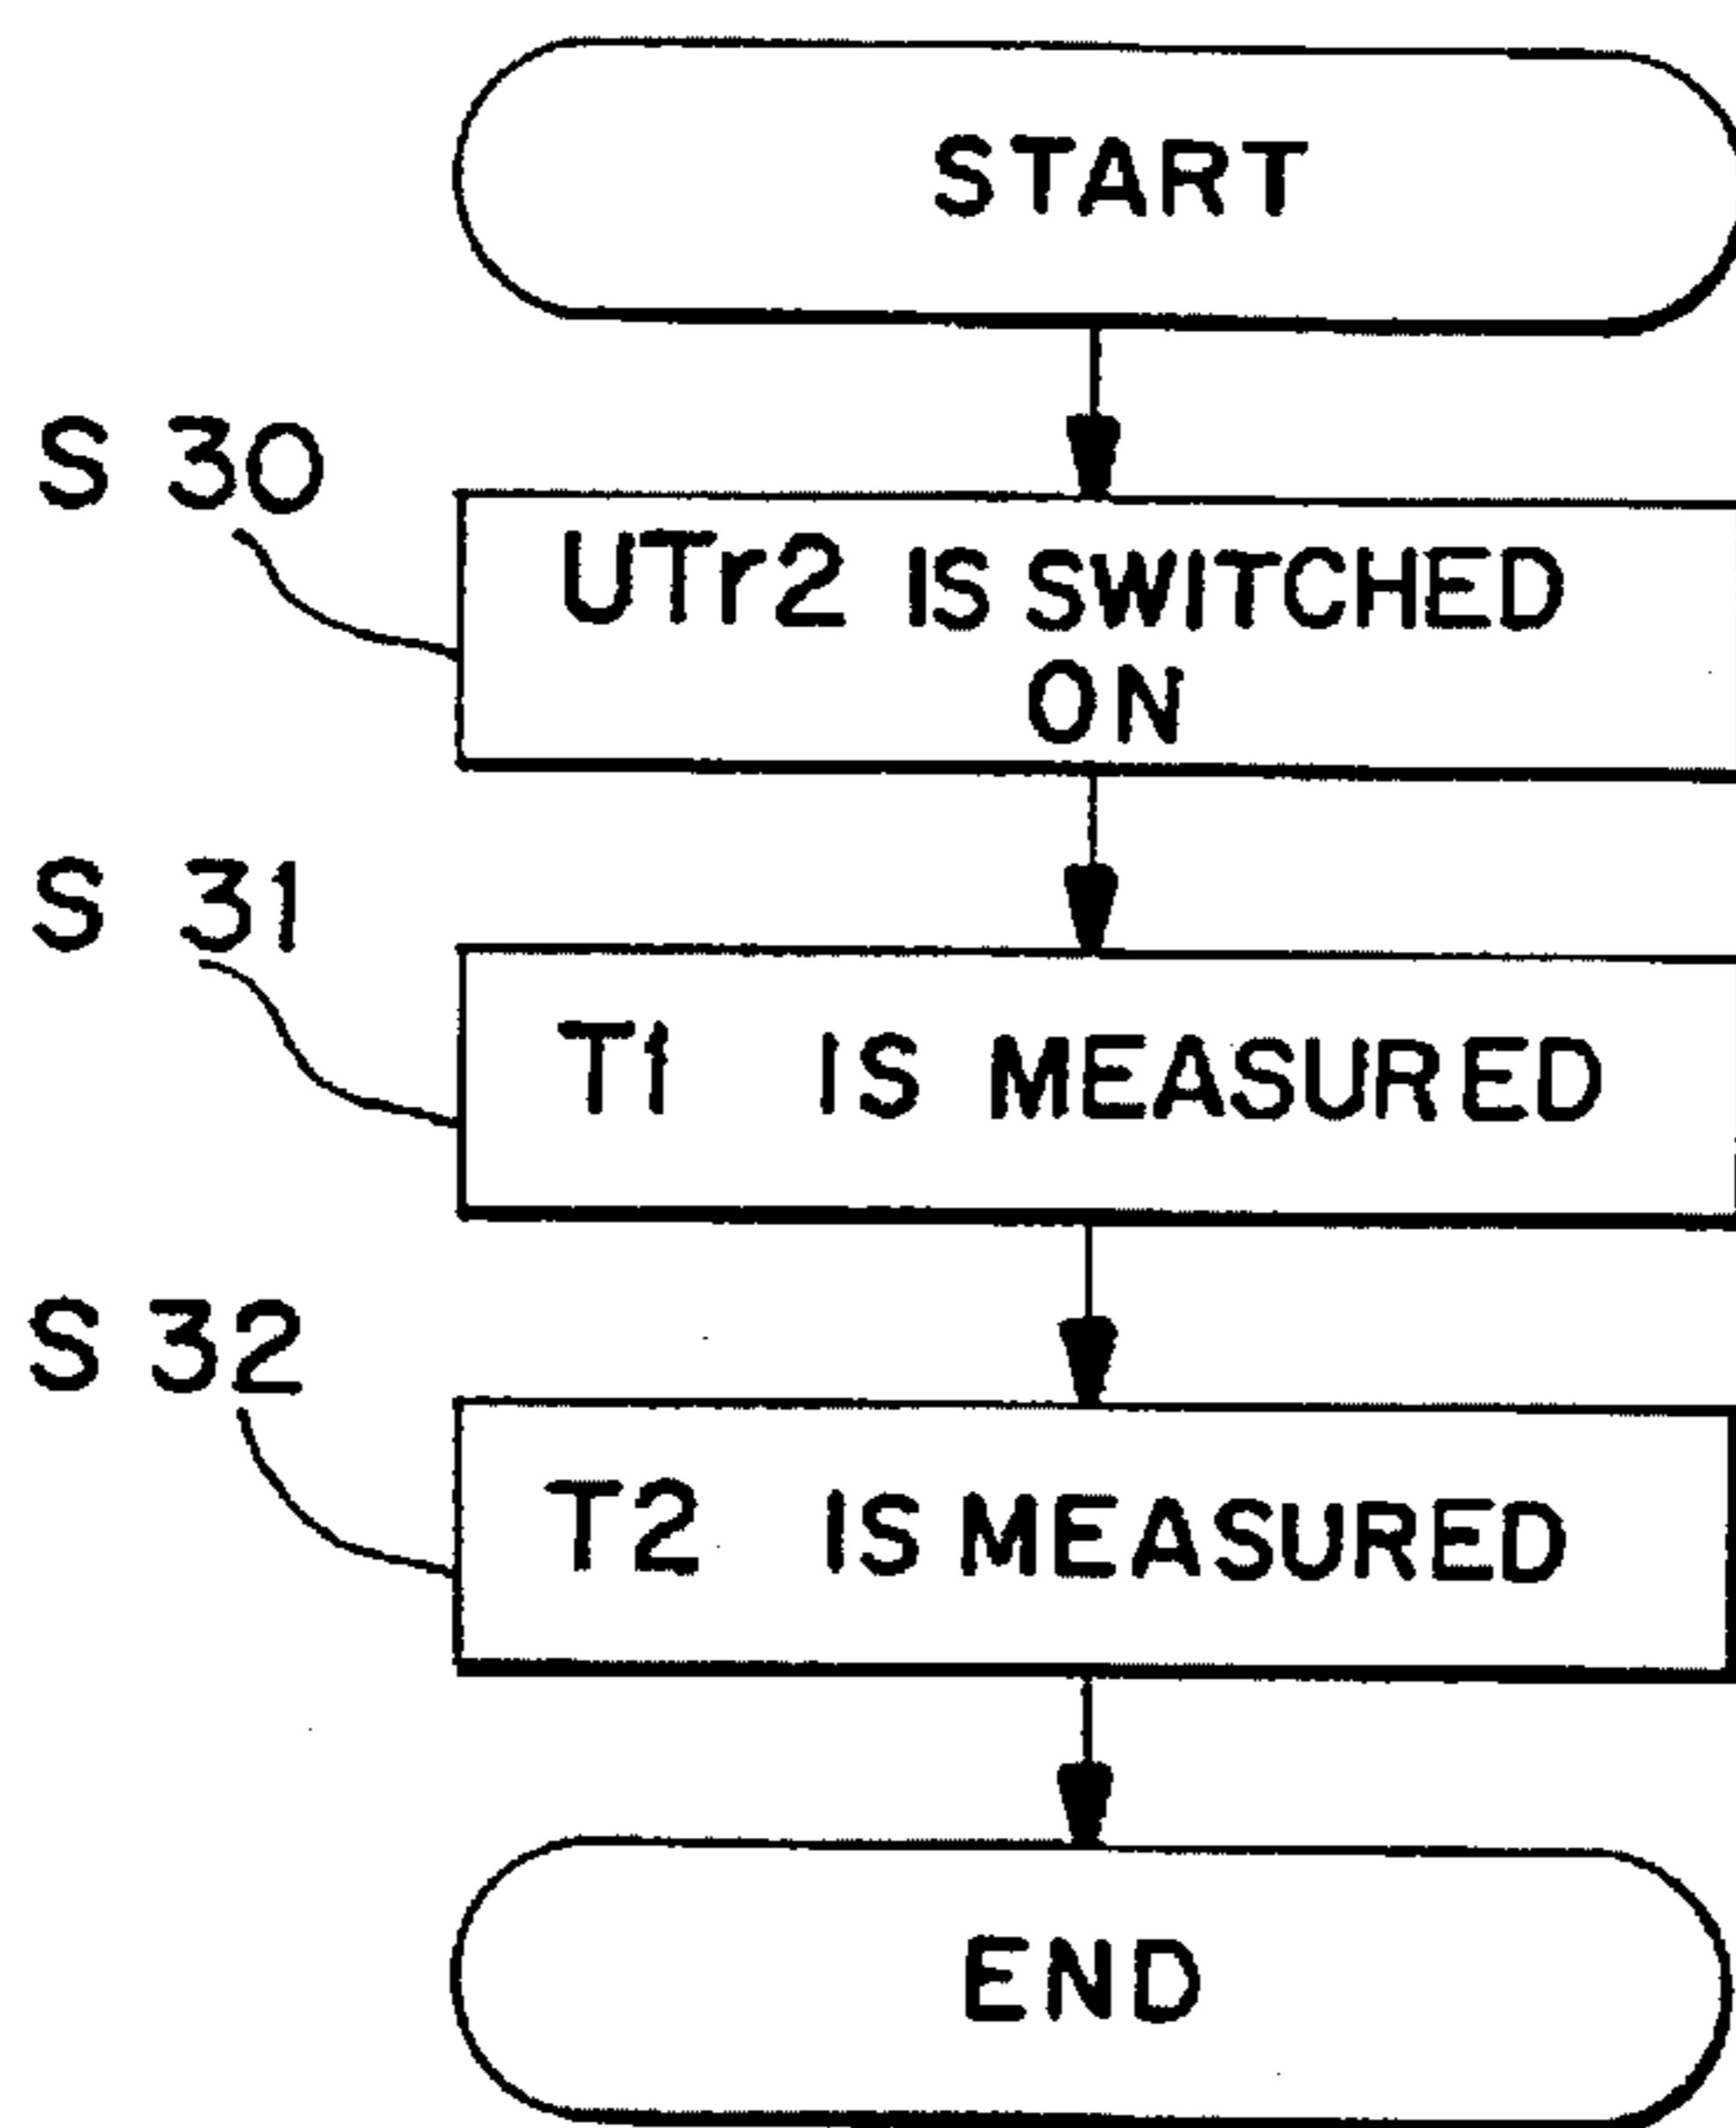 START
S 30
UTr2 IS SWITCHED
ON
S 31
T1 IS MEASURED
S 32
T2 IS MEASURED
END